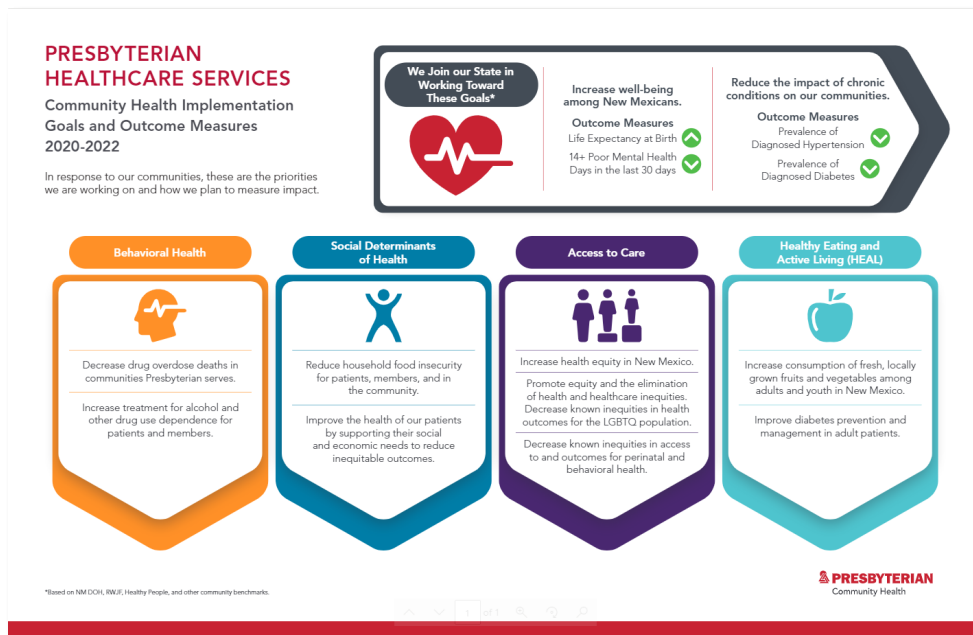 PRESBYTERIAN
HEALTHCARE SERVICES
Community Health Implementation
Goals and Outcome Measures
2020-2022
In response to our communities, these are the priorities
we are working on and how we plan to measure impact.
We Join our State in
Working Toward
These Goals*
Increase well-being
among New Mexicans.
Outcome Measures
Life Expectancy at Birth
14+ Poor Mental Health
Days in the last 30 days
Reduce the impact of chronic
conditions on our communities.
Outcome Measures
Prevalence of
Diagnosed Hypertension
Prevalence of
Diagnosed Diabetes
Behavioral Health
Decrease drug overdose deaths in
communities Presbyterian serves.
Increase treatment for alcohol and
other drug use dependence for
patients and members.
Social Determinants
of Health
Reduce household food insecurity
for patients, members, and in
the community.
Improve the health of our patients
by supporting their social
and economic needs to reduce
inequitable outcomes.
Access to Care
Increase health equity in New Mexico.
Promote equity and the elimination
of health and healthcare inequities.
Decrease known inequities in health
outcomes for the LGBTQ population.
Decrease known inequities in access
to and outcomes for perinatal and
behavioral health.
Healthy Eating and
Active Living (HEAL)
Increase consumption of fresh, locally
grown fruits and vegetables among
adults and youth in New Mexico.
Improve diabetes prevention and
management in adult patients.
*Based on NM DOH, RWJF, Healthy People, and other community benchmarks.
PRESBYTERIAN
Community Health
1 of 1